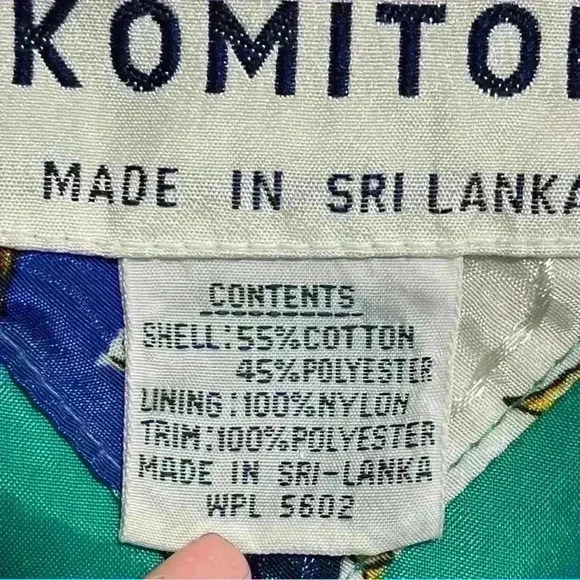 KOMITOR
MADE IN SRI LANKA
CONTENTS
SHELL:55%COTTON
45%POLYESTER
LINING:100%NYLON
TRIM:100%POLYESTER
MADE IN SRI-LANKA
WPL 5602